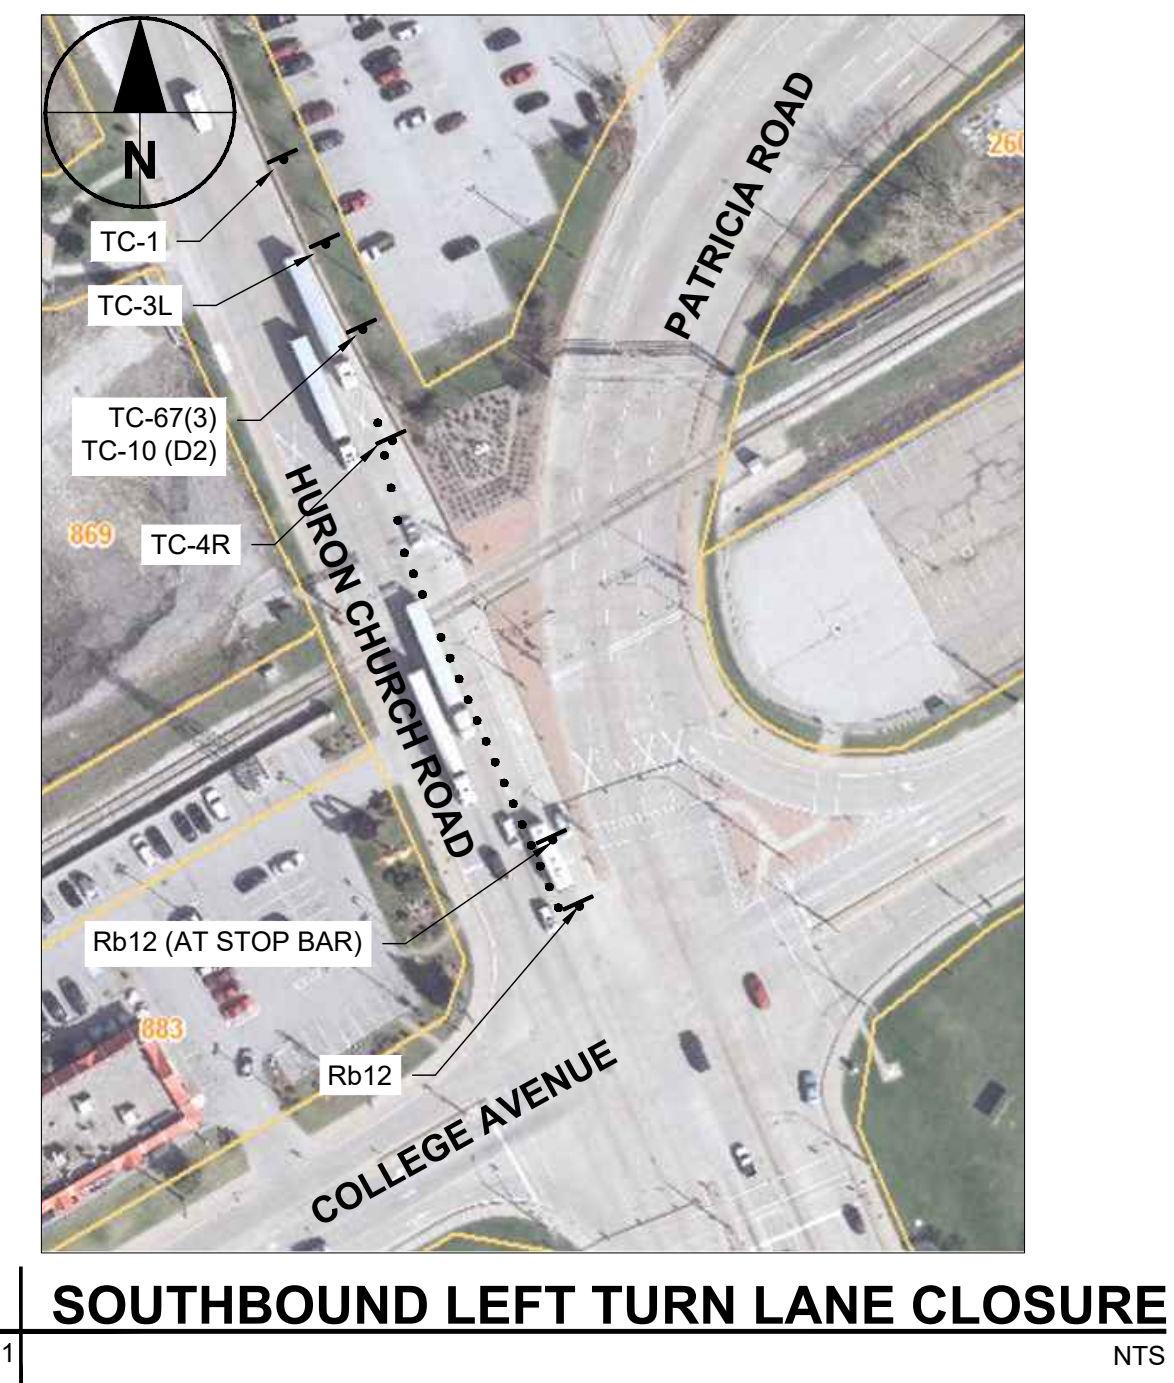 N
PATRICIA ROAD
260
TC-1
TC-3L
TC-67(3)
TC-10 (D2)
869
TC-4R
HURON CHURCH ROAD
Rb12 (AT STOP BAR)
883
Rb12
COLLEGE AVENUE
SOUTHBOUND LEFT TURN LANE CLOSURE
1
NTS